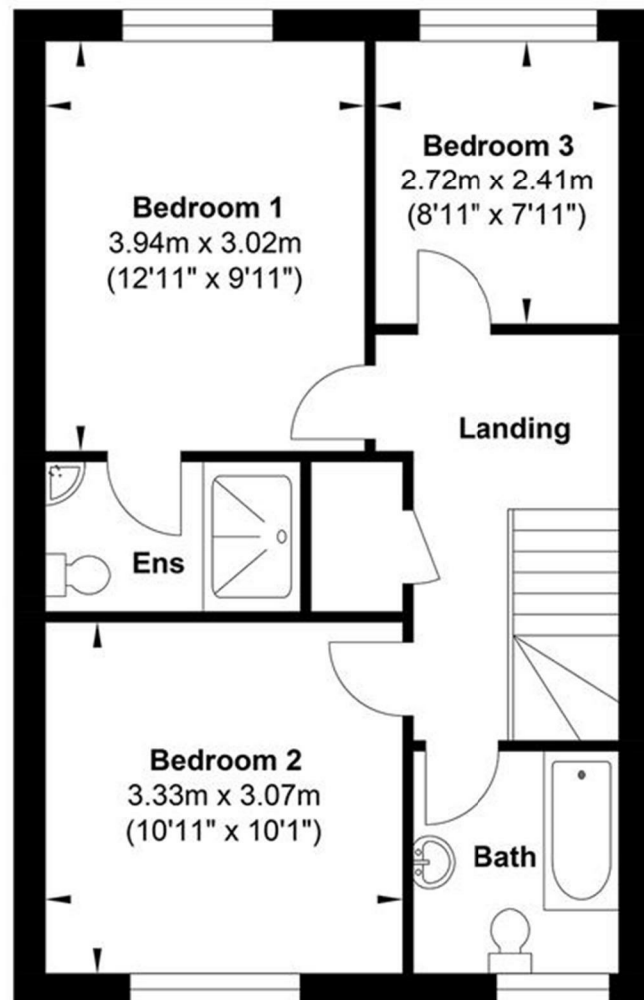 Bedroom 1
3.94m x 3.02m
(12'11" x 9'11")
Bedroom 3
2.72m x 2.41m
(8'11" x 7'11")
Landing
Ens
Bedroom 2
3.33m x 3.07m
(10'11" x 10'1")
Bath